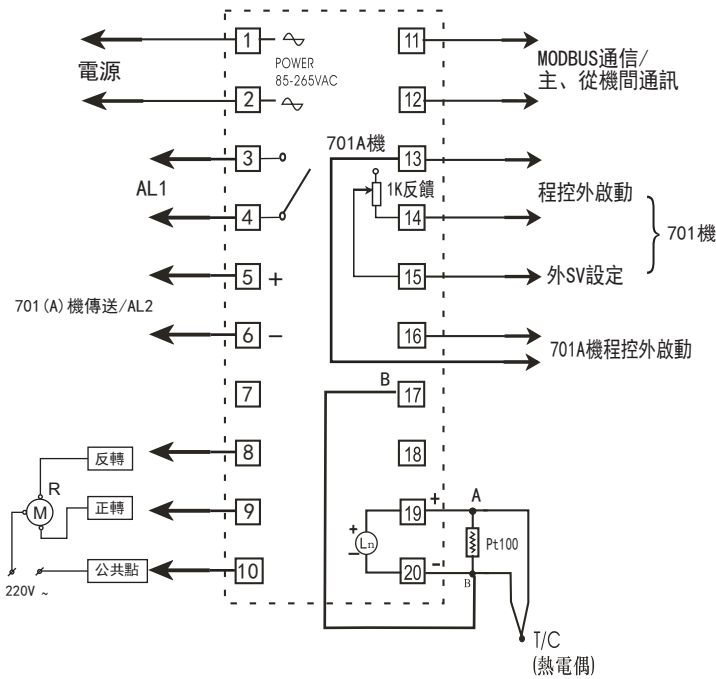 1
電源
POWER
85-265VAC
2
3
AL1
4
5 +
701(A)機傳送/AL2
6 −
7
8
反轉
R
M
正轉
9
公共點
10
220V ~
11
MODBUS通信/
主、從機間通訊
12
701A機
13
1K反饋
程控外啟動
14
701機
15
外SV設定
16
701A機程控外啟動
B
17
18
19 +
A
+
Ln
−
Pt100
20 -
B
T/C
(熱電偶)